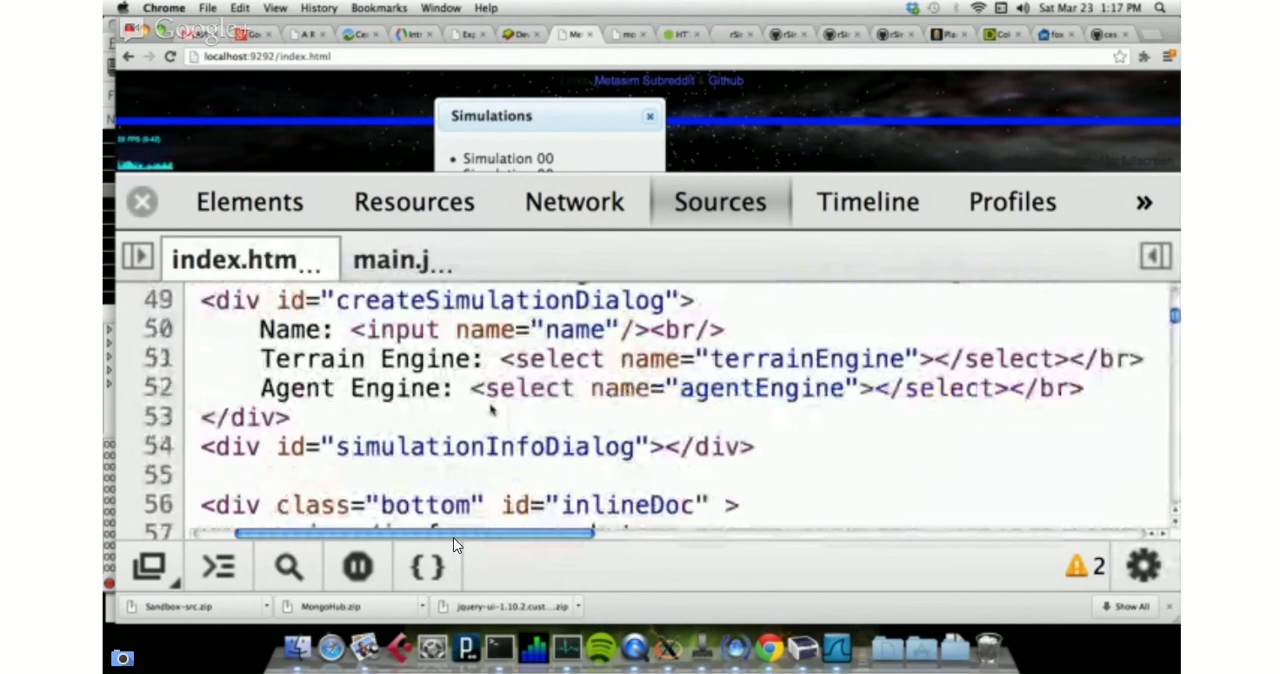 Chrome File Edit View History Bookmarks Window Help Sat Mar 23 1:17 PM
Google+
localhost:9292/index.html
Metasim Subreddit Github
Simulations
Simulation 00
Elements Resources Network Sources Timeline Profiles »
index.htm... main.j...
49 <div id="createSimulationDialog">
50 Name: <input name="name"/><br/>
51 Terrain Engine: <select name="terrainEngine"></select></br>
52 Agent Engine: <select name="agentEngine"></select></br>
53 </div>
54 <div id="simulationInfoDialog"></div>
55
56 <div class="bottom" id="inlineDoc" >
57
2
Sandbox-src.zip MongoHub.zip jquery-ui-1.10.2.cust....zip Show All